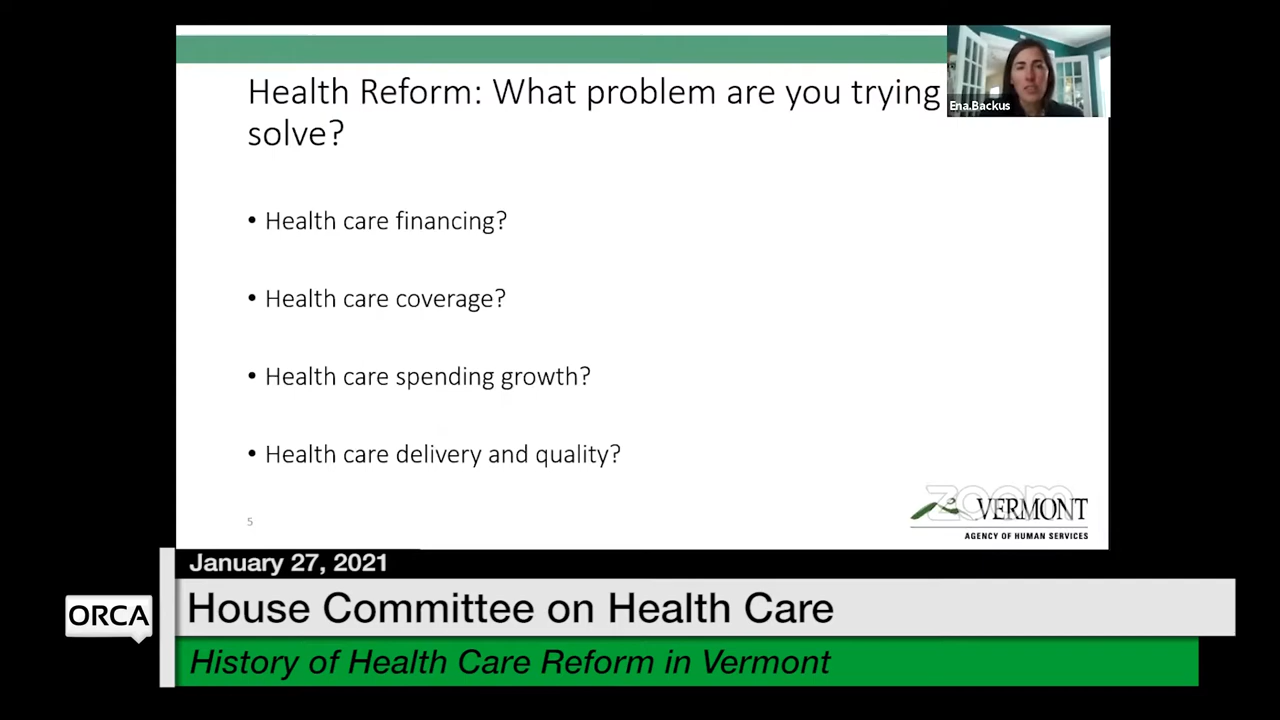 Health Reform: What problem are you trying
solve?
Ena.Backus
• Health care financing?
• Health care coverage?
• Health care spending growth?
• Health care delivery and quality?
5
zoom
VERMONT
AGENCY OF HUMAN SERVICES
January 27, 2021
ORCA
House Committee on Health Care
History of Health Care Reform in Vermont